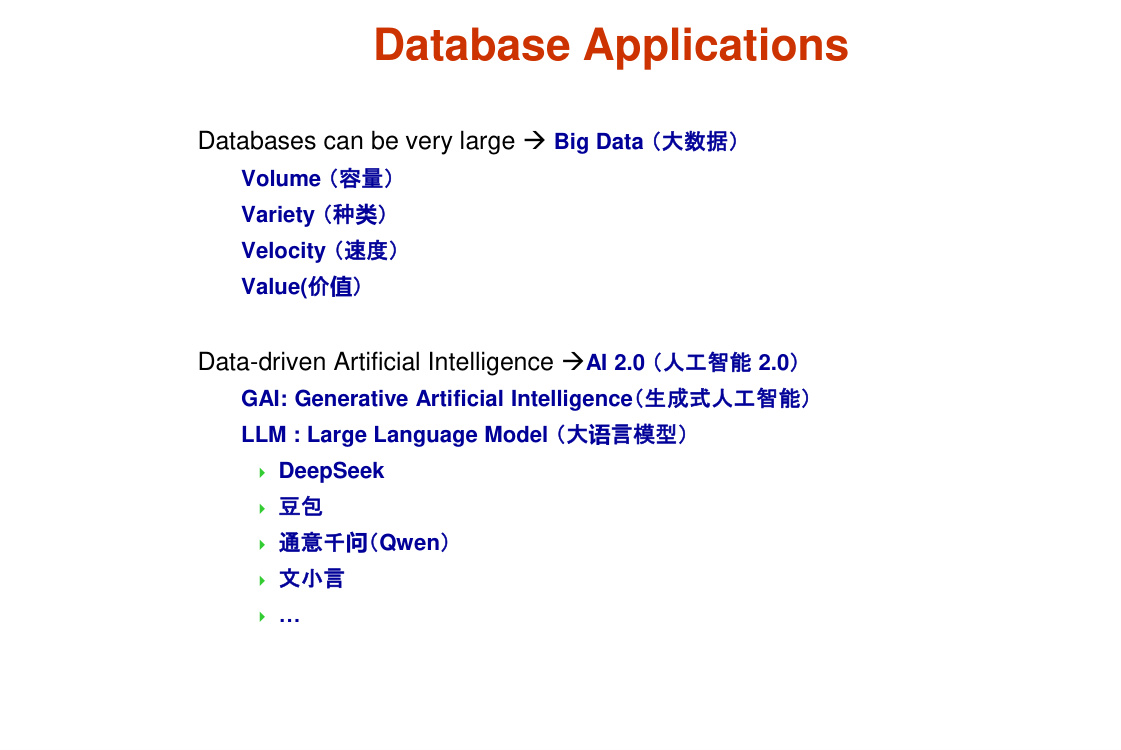 Database Applications
Databases can be very large → Big Data（大数据）
Volume（容量）
Variety（种类）
Velocity（速度）
Value(价值）
Data-driven Artificial Intelligence →AI 2.0（人工智能 2.0）
GAI: Generative Artificial Intelligence（生成式人工智能）
LLM : Large Language Model（大语言模型）
DeepSeek
豆包
通意千问（Qwen）
文小言
…